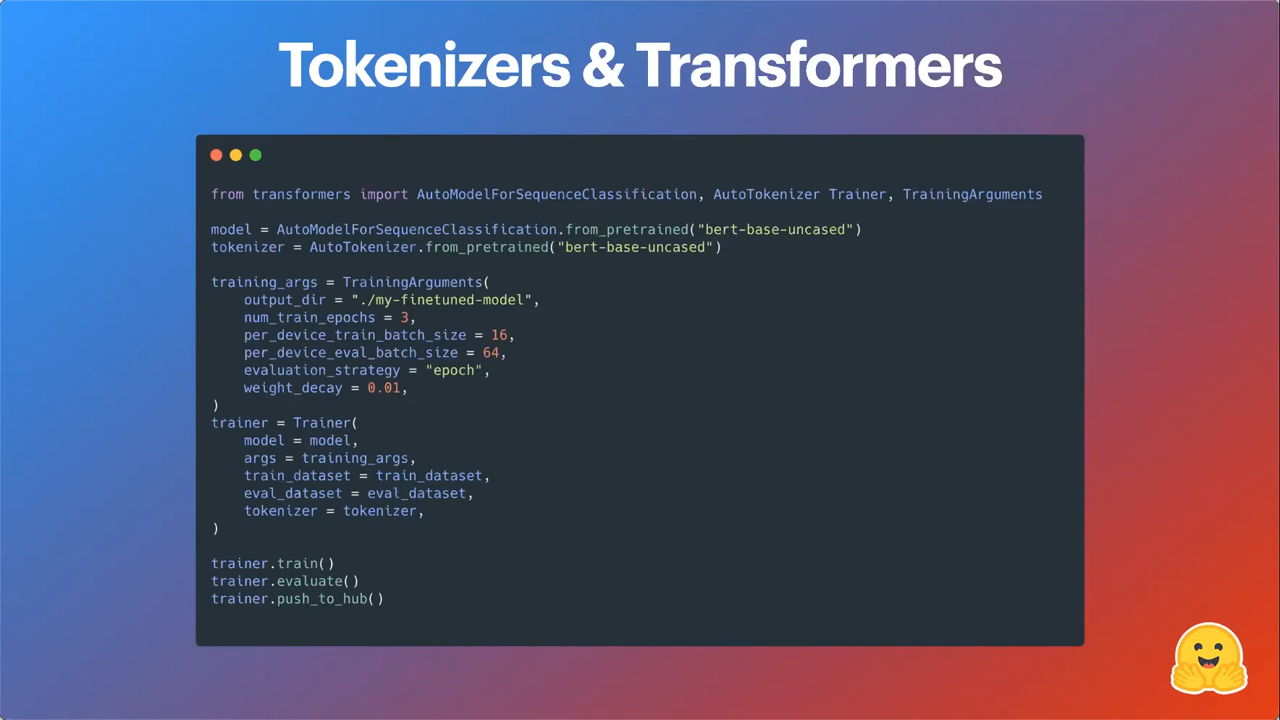 Tokenizers & Transformers
from transformers import AutoModelForSequenceClassification, AutoTokenizer Trainer, TrainingArguments
model = AutoModelForSequenceClassification.from_pretrained("bert-base-uncased")
tokenizer = AutoTokenizer.from_pretrained("bert-base-uncased")
training_args = TrainingArguments(
    output_dir = "./my-finetuned-model",
    num_train_epochs = 3,
    per_device_train_batch_size = 16,
    per_device_eval_batch_size = 64,
    evaluation_strategy = "epoch",
    weight_decay = 0.01,
)
trainer = Trainer(
    model = model,
    args = training_args,
    train_dataset = train_dataset,
    eval_dataset = eval_dataset,
    tokenizer = tokenizer,
)
trainer.train()
trainer.evaluate()
trainer.push_to_hub()